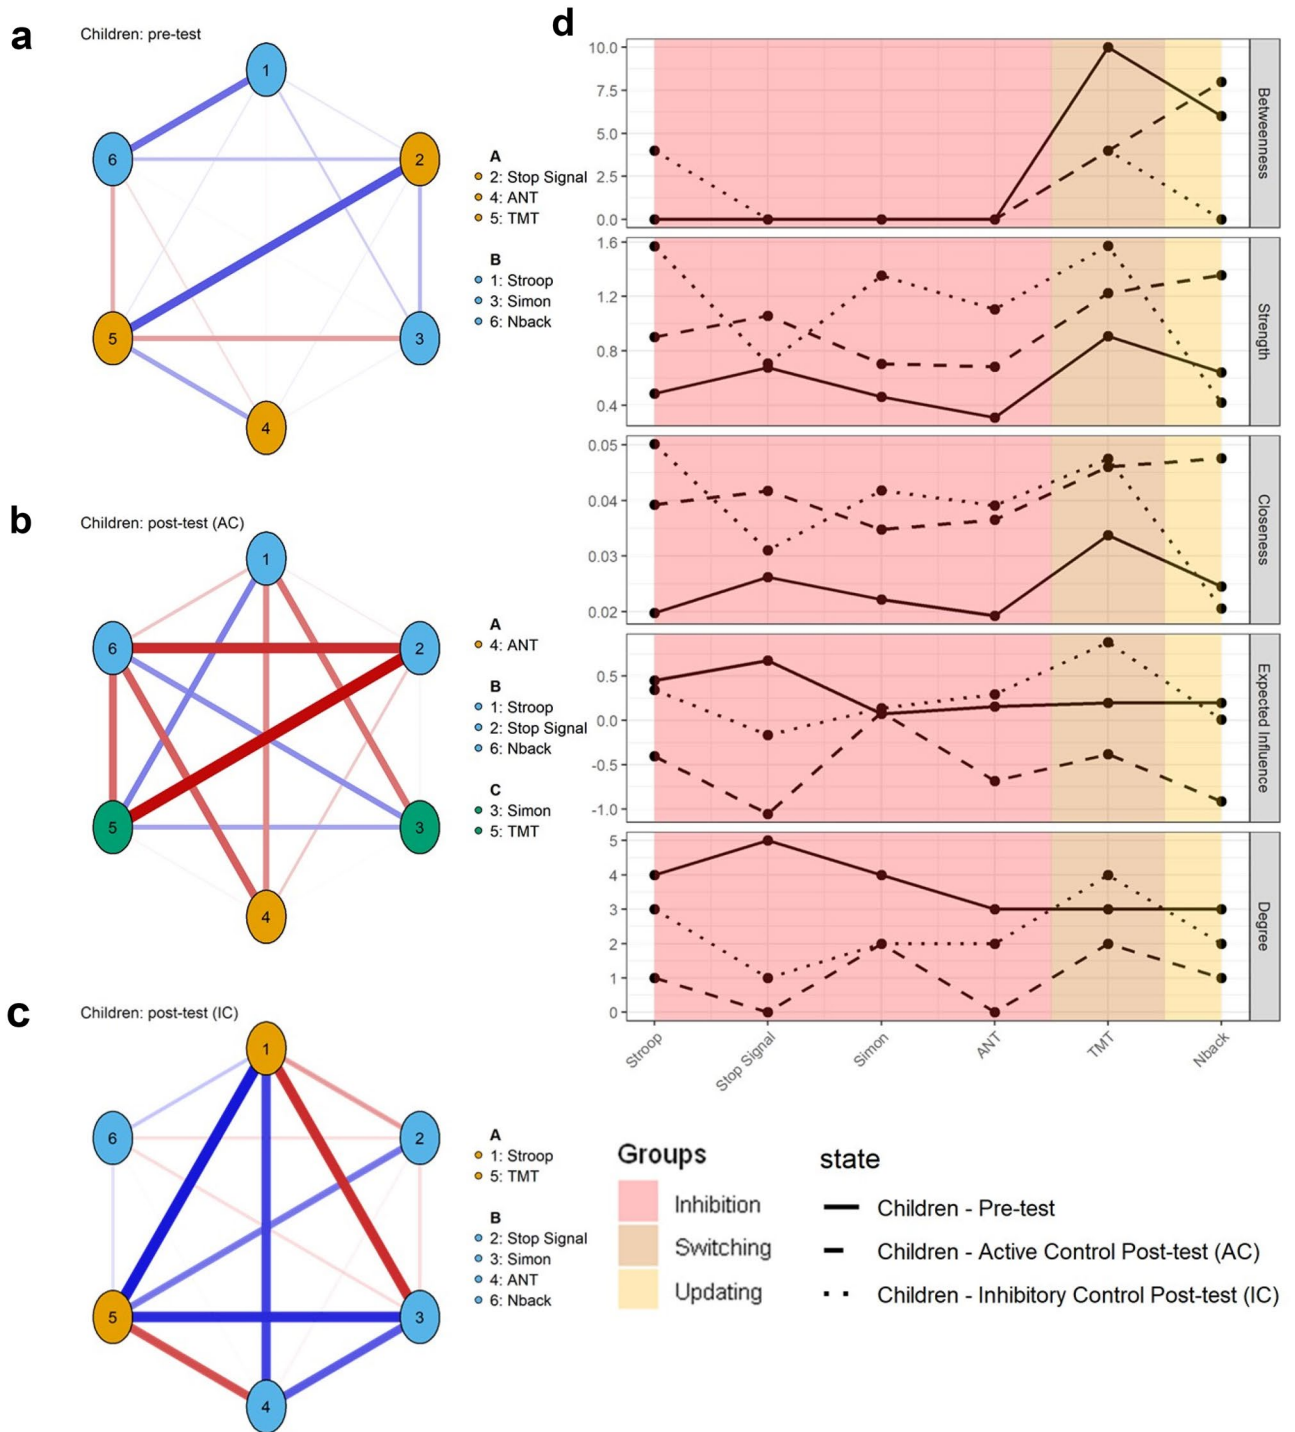 a
Children: pre-test
1
6
2
5
3
4
A
2: Stop Signal
4: ANT
5: TMT
B
1: Stroop
3: Simon
6: Nback
b
Children: post-test (AC)
1
6
2
5
3
4
A
4: ANT
B
1: Stroop
2: Stop Signal
6: Nback
C
3: Simon
5: TMT
c
Children: post-test (IC)
1
6
2
5
3
4
A
1: Stroop
5: TMT
B
2: Stop Signal
3: Simon
4: ANT
6: Nback
d
10.0
7.5
5.0
2.5
0.0
Betweenness
1.6
1.2
0.8
0.4
Strength
0.05
0.04
0.03
0.02
Closeness
0.5
0.0
-0.5
-1.0
Expected Influence
5
4
3
2
1
0
Degree
Stroop
Stop Signal
Simon
ANT
TMT
Nback
Groups
Inhibition
Switching
Updating
state
Children - Pre-test
Children - Active Control Post-test (AC)
Children - Inhibitory Control Post-test (IC)